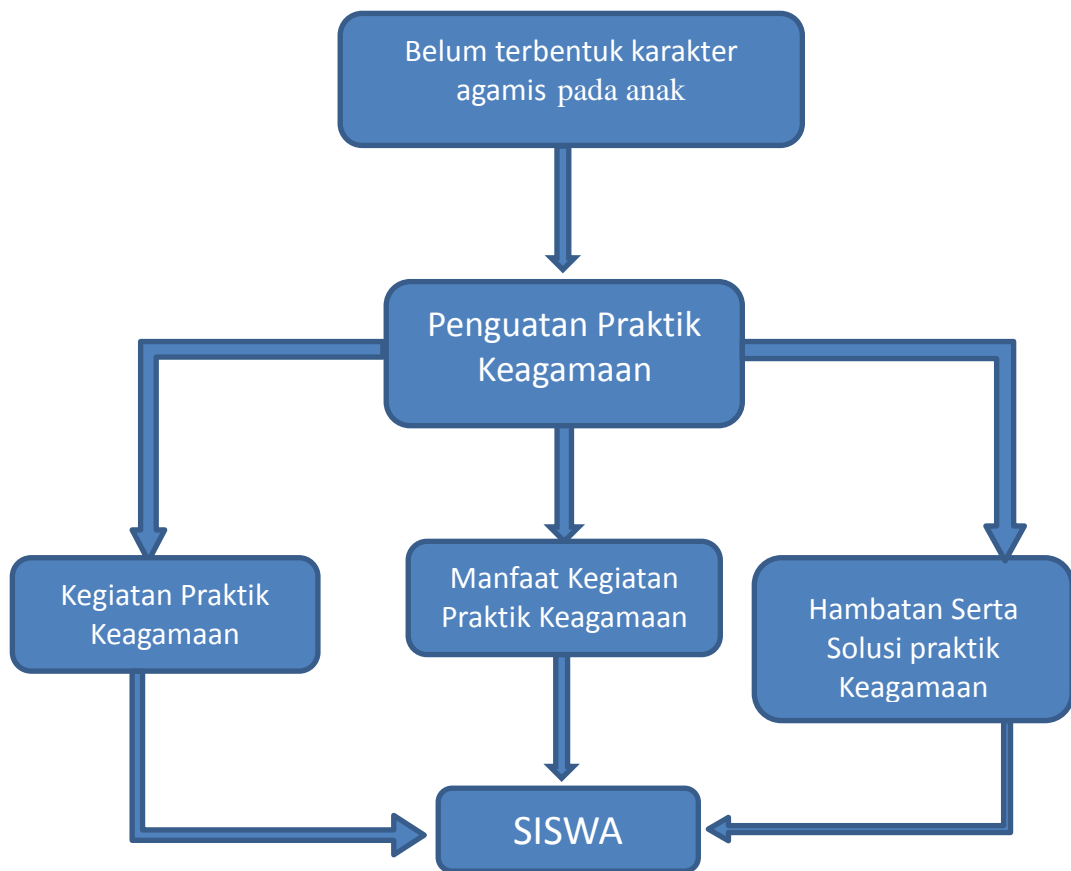 Belum terbentuk karakter
agamis pada anak
Penguatan Praktik
Keagamaan
Kegiatan Praktik
Keagamaan
Manfaat Kegiatan
Praktik Keagamaan
Hambatan Serta
Solusi praktik
Keagamaan
SISWA